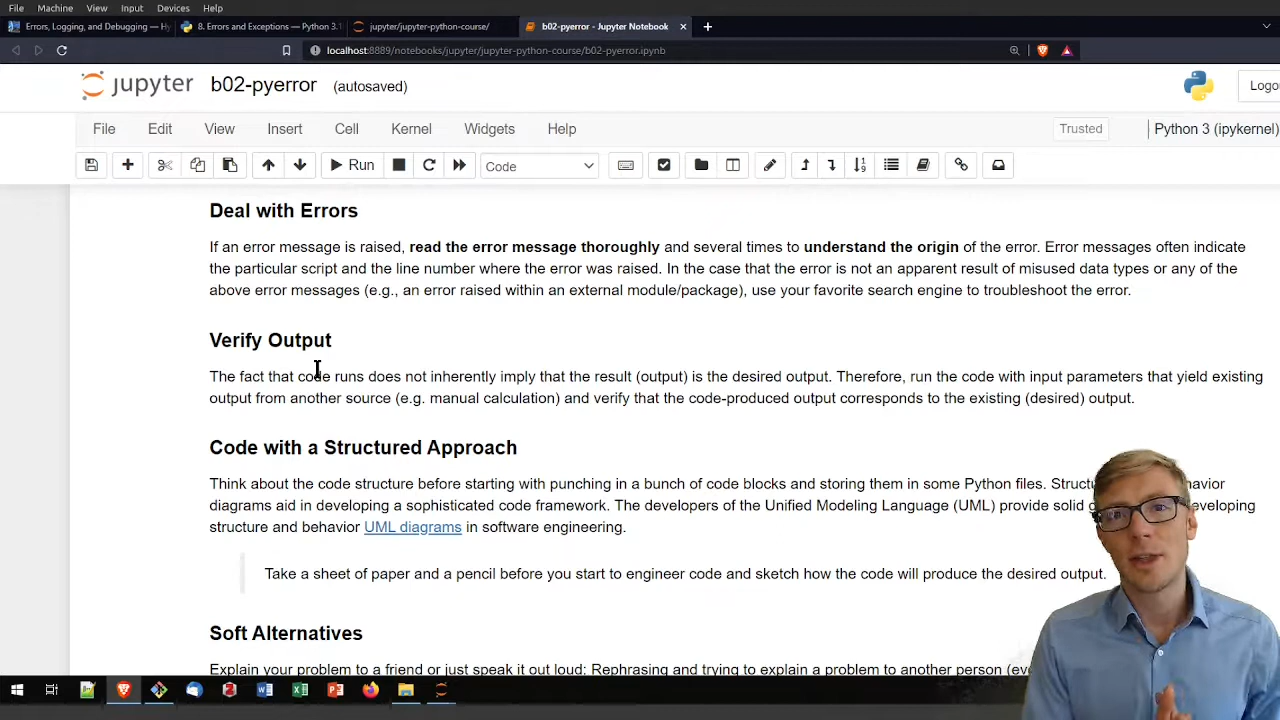 File Machine View Input Devices Help
Errors, Logging, and Debugging — Hy
8. Errors and Exceptions — Python 3.1
jupyter/jupyter-python-course/
b02-pyerror - Jupyter Notebook
localhost:8889/notebooks/jupyter/jupyter-python-course/b02-pyerror.ipynb
jupyter b02-pyerror (autosaved)
File Edit View Insert Cell Kernel Widgets Help
Trusted Python 3 (ipykernel)
Run Code
Deal with Errors
If an error message is raised, read the error message thoroughly and several times to understand the origin of the error. Error messages often indicate
the particular script and the line number where the error was raised. In the case that the error is not an apparent result of misused data types or any of the
above error messages (e.g., an error raised within an external module/package), use your favorite search engine to troubleshoot the error.
Verify Output
The fact that code runs does not inherently imply that the result (output) is the desired output. Therefore, run the code with input parameters that yield existing
output from another source (e.g. manual calculation) and verify that the code-produced output corresponds to the existing (desired) output.
Code with a Structured Approach
Think about the code structure before starting with punching in a bunch of code blocks and storing them in some Python files.
diagrams aid in developing a sophisticated code framework. The developers of the Unified Modeling Language (UML) provide solid
structure and behavior UML diagrams in software engineering.
Take a sheet of paper and a pencil before you start to engineer code and sketch how the code will produce the desired output.
Soft Alternatives
Explain your problem to a friend or just speak it out loud: Rephrasing and trying to explain a problem to another person